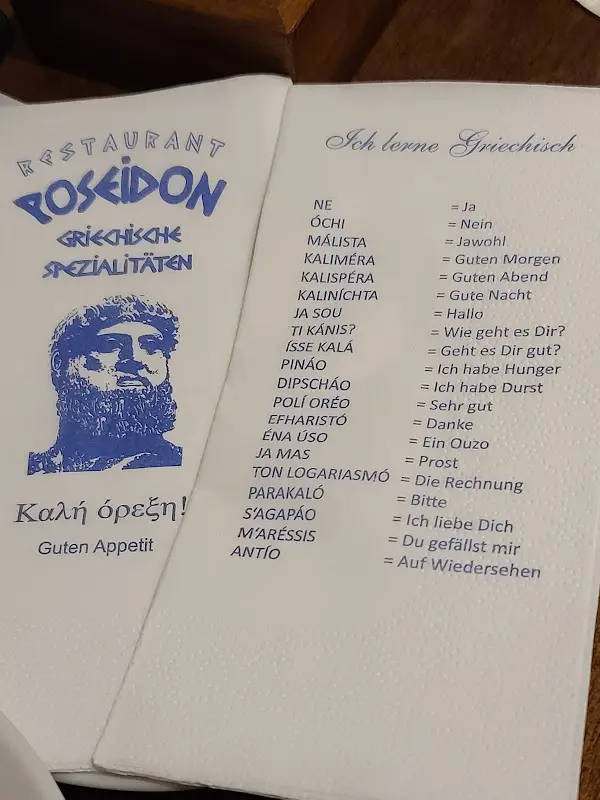 RESTAURANT
POSEIDON
GRIECHISCHE
SPEZIALITÄTEN
Καλή όρεξη!
Guten Appetit
Ich lerne Griechisch
NE = Ja
ÓCHI = Nein
MÁLISTA = Jawohl
KALIMÉRA = Guten Morgen
KALISPÉRA = Guten Abend
KALINÍCHTA = Gute Nacht
JA SOU = Hallo
TI KÁNIS? = Wie geht es Dir?
ÍSSE KALÁ = Geht es Dir gut?
PINÁO = Ich habe Hunger
DIPSCHÁO = Ich habe Durst
POLÍ ORÉO = Sehr gut
EFHARISTÓ = Danke
ÉNA ÚSO = Ein Ouzo
JA MAS = Prost
TON LOGARIASMÓ = Die Rechnung
PARAKALÓ = Bitte
S'AGAPÁO = Ich liebe Dich
M'ARÉSSIS = Du gefällst mir
ANTÍO = Auf Wiedersehen